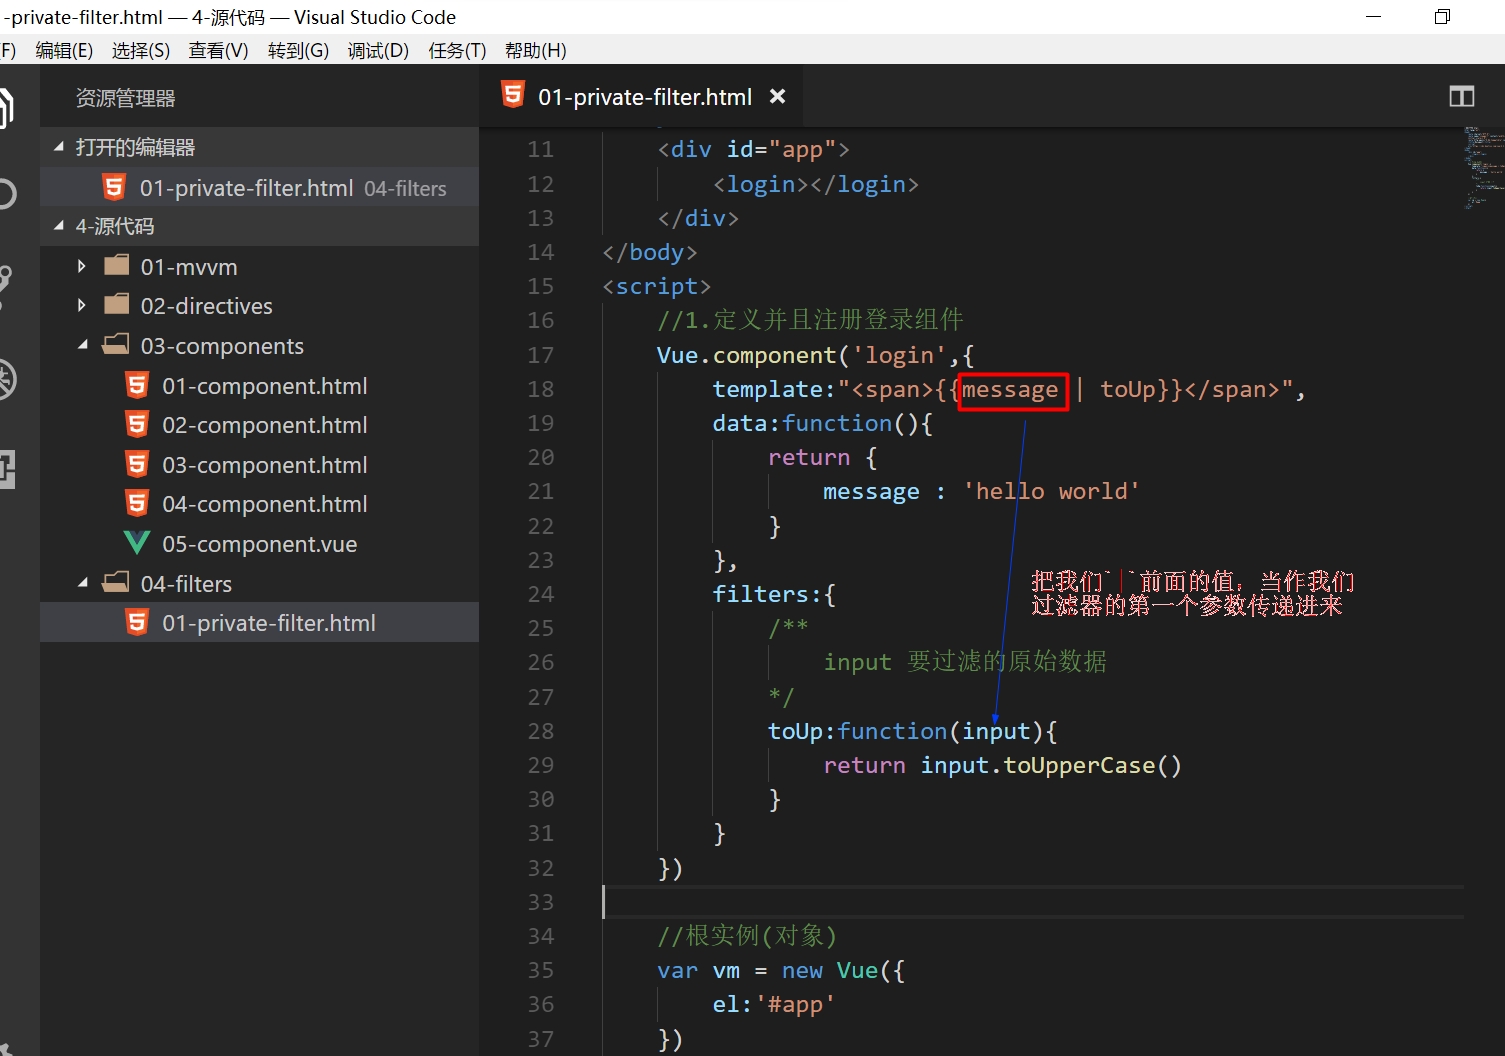 -private-filter.html — 4-源代码 — Visual Studio Code
F) 编辑(E) 选择(S) 查看(V) 转到(G) 调试(D) 任务(T) 帮助(H)
资源管理器
打开的编辑器
01-private-filter.html 04-filters
4-源代码
01-mvvm
02-directives
03-components
01-component.html
02-component.html
03-component.html
04-component.html
05-component.vue
04-filters
01-private-filter.html
01-private-filter.html
11 <div id="app">
12 <login></login>
13 </div>
14 </body>
15 <script>
16 //1.定义并且注册登录组件
17 Vue.component('login',{
18 template:"<span>{{message | toUp}}</span>",
19 data:function(){
20 return {
21 message : 'hello world'
22 }
23 },
24 filters:{
25 /**
26 input 要过滤的原始数据
27 */
28 toUp:function(input){
29 return input.toUpperCase()
30 }
31 }
32 })
33
34 //根实例(对象)
35 var vm = new Vue({
36 el:'#app'
37 })
把我们`|`前面的值，当作我们
过滤器的第一个参数传递进来